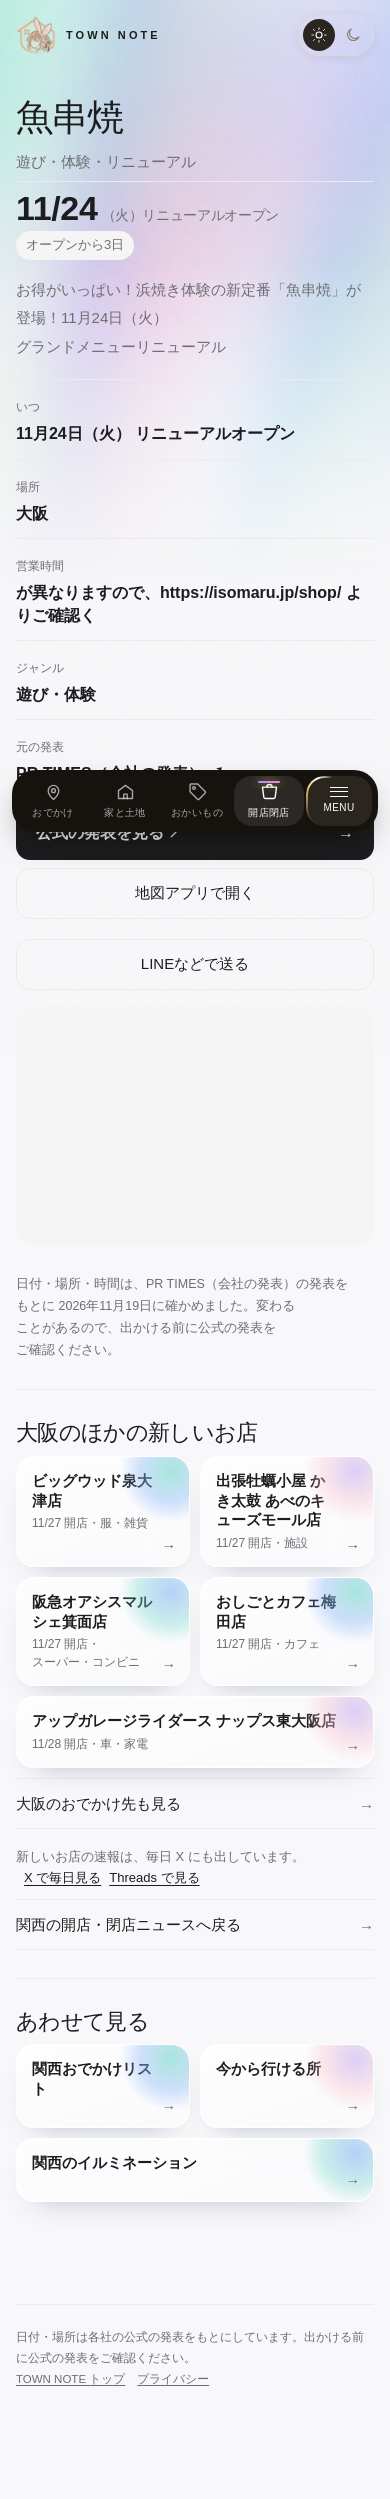 TOWN NOTE
魚串焼
遊び・体験・リニューアル
11/24 （火）リニューアルオープン
オープンから3日
お得がいっぱい！浜焼き体験の新定番「魚串焼」が
登場！11月24日（火）
グランドメニューリニューアル
いつ
11月24日（火） リニューアルオープン
場所
大阪
営業時間
が異なりますので、https://isomaru.jp/shop/ よ
りご確認く
ジャンル
遊び・体験
元の発表
PR TIMES（会社の発表）
おでかけ
家と土地
おかいもの
開店閉店
MENU
公式の発表を見る ↗ →
地図アプリで開く
LINEなどで送る
日付・場所・時間は、PR TIMES（会社の発表）の発表を
もとに 2026年11月19日に確かめました。変わる
ことがあるので、出かける前に公式の発表を
ご確認ください。
大阪のほかの新しいお店
ビッグウッド泉大
津店
11/27 開店・服・雑貨
→
出張牡蠣小屋 か
き太鼓 あべのキ
ューズモール店
11/27 開店・施設
→
阪急オアシスマル
シェ箕面店
11/27 開店・
スーパー・コンビニ
→
おしごとカフェ梅
田店
11/27 開店・カフェ
→
アップガレージライダース ナップス東大阪店
11/28 開店・車・家電
→
大阪のおでかけ先も見る →
新しいお店の速報は、毎日 X にも出しています。
X で毎日見る Threads で見る
関西の開店・閉店ニュースへ戻る →
あわせて見る
関西おでかけリス
ト
→
今から行ける所
→
関西のイルミネーション
→
日付・場所は各社の公式の発表をもとにしています。出かける前
に公式の発表をご確認ください。
TOWN NOTE トップ プライバシー